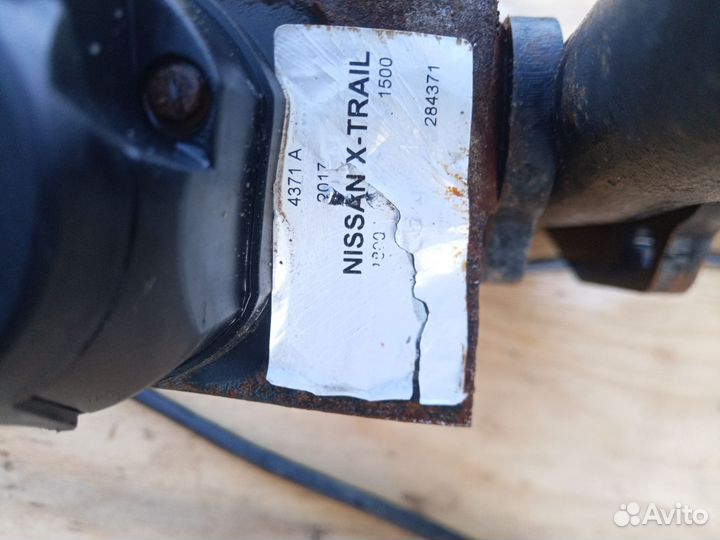 4371 A
2017
NISSAN X-TRAIL
1500
284371
Avito